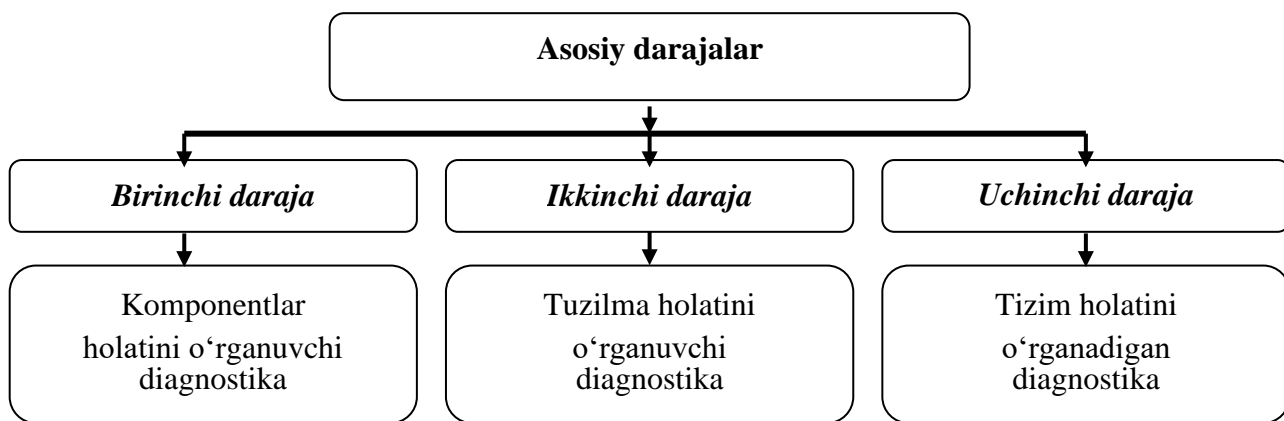 Asosiy darajalar
Birinchi daraja
Ikkinchi daraja
Uchinchi daraja
Komponentlar
holatini o‘rganuvchi
diagnostika
Tuzilma holatini
o‘rganuvchi
diagnostika
Tizim holatini
o‘rganadigan
diagnostika